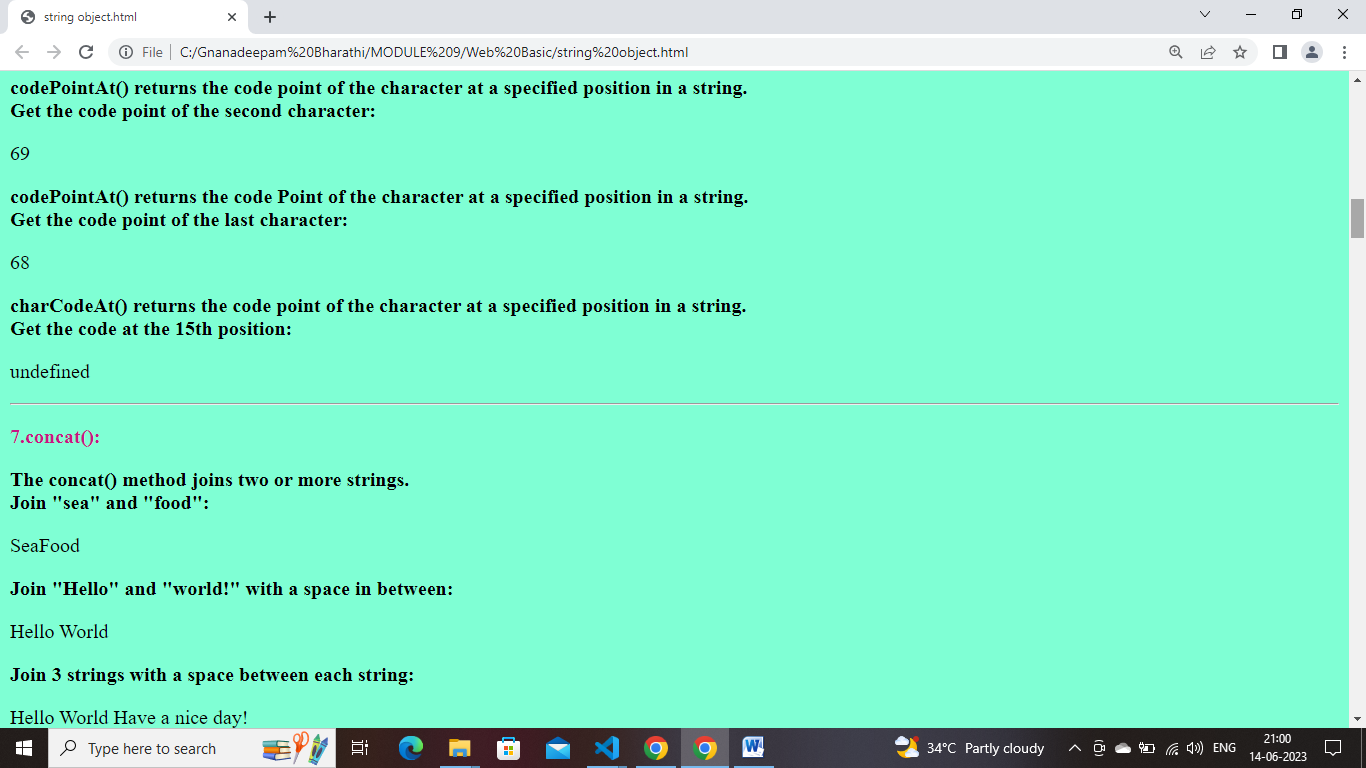 string object.html
File
C:/Gnanadeepam%20Bharathi/MODULE%209/Web%20Basic/string%20object.html
codePointAt() returns the code point of the character at a specified position in a string.
Get the code point of the second character:
69
codePointAt() returns the code Point of the character at a specified position in a string.
Get the code point of the last character:
68
charCodeAt() returns the code point of the character at a specified position in a string.
Get the code at the 15th position:
undefined
7.concat():
The concat() method joins two or more strings.
Join "sea" and "food":
SeaFood
Join "Hello" and "world!" with a space in between:
Hello World
Join 3 strings with a space between each string:
Hello World Have a nice day!
Type here to search
34°C Partly cloudy
ENG
21:00
14-06-2023